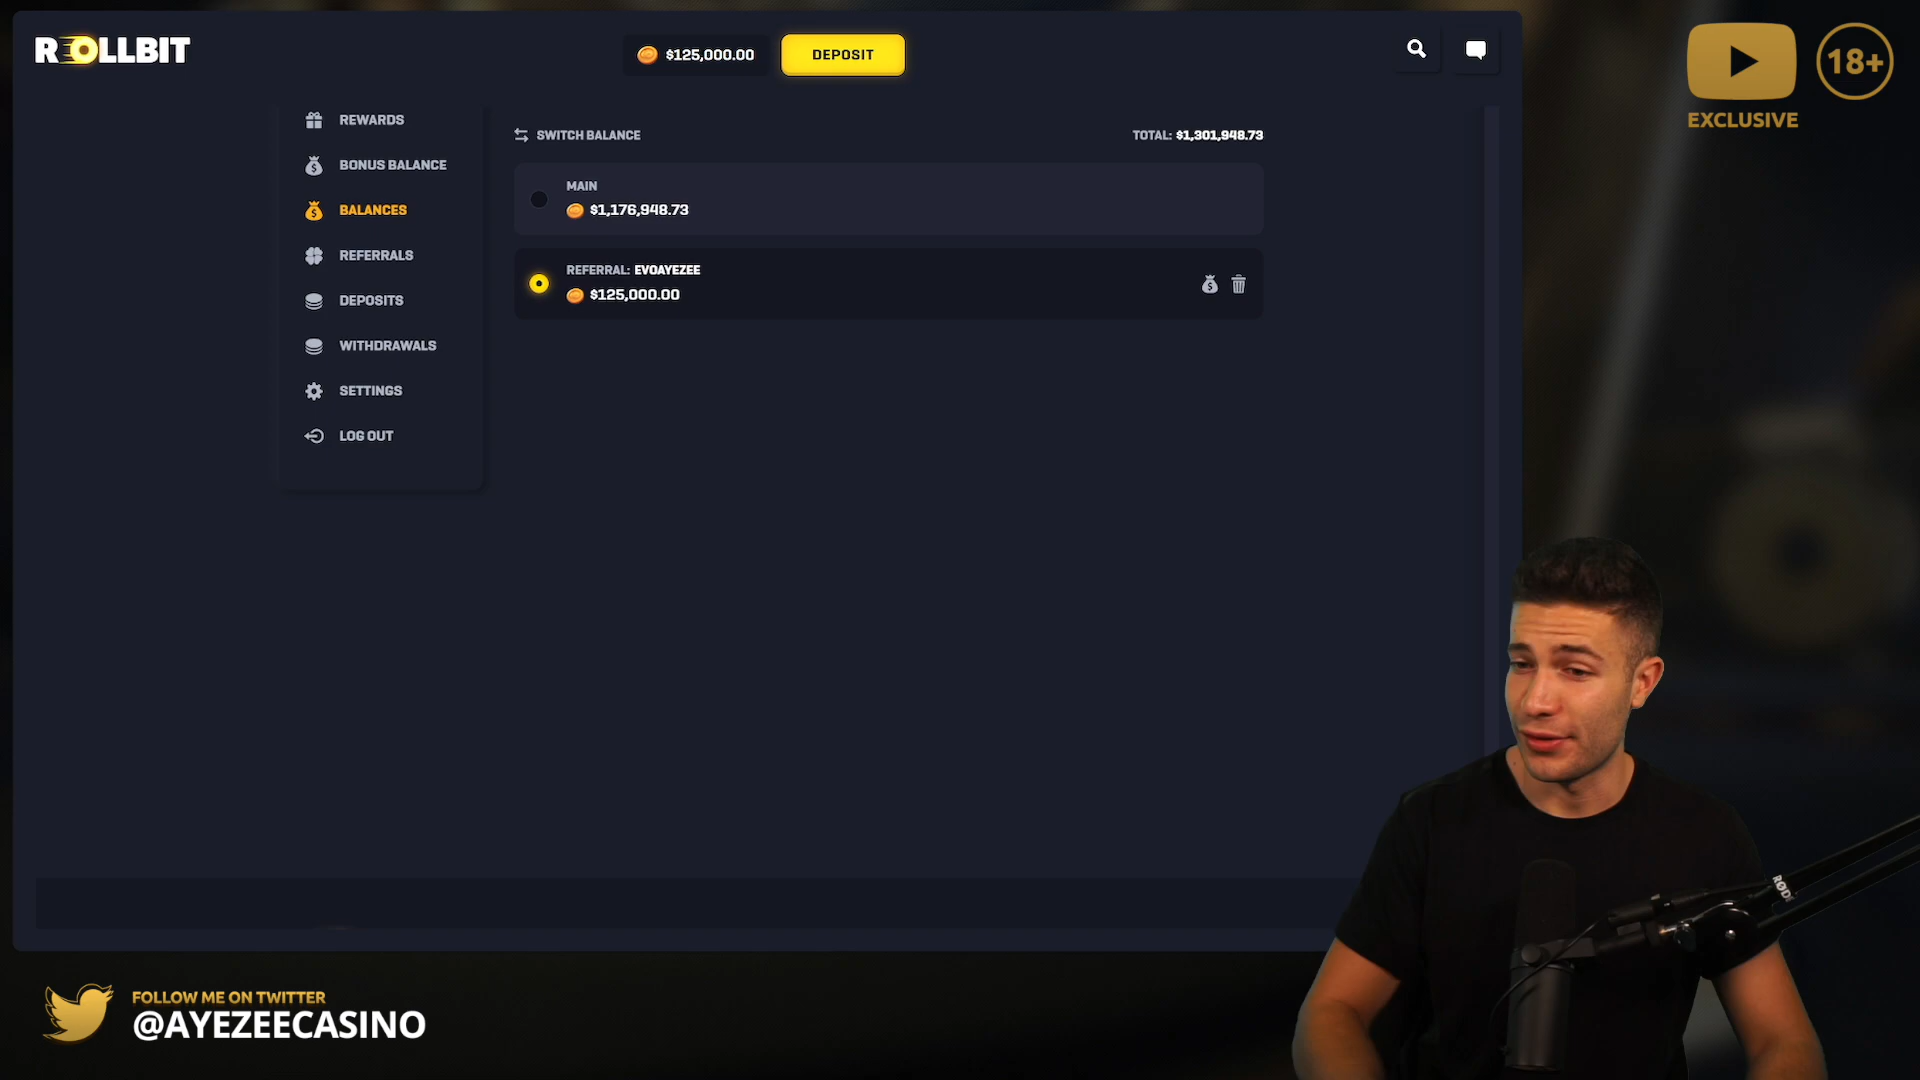 ROLLBIT
$125,000.00
DEPOSIT
18+
EXCLUSIVE
REWARDS
BONUS BALANCE
BALANCES
REFERRALS
DEPOSITS
WITHDRAWALS
SETTINGS
LOG OUT
SWITCH BALANCE
TOTAL: $1,301,948.73
MAIN
$1,176,948.73
REFERRAL: EVOAYEZEE
$125,000.00
RØDE
FOLLOW ME ON TWITTER
@AYEZEECASINO